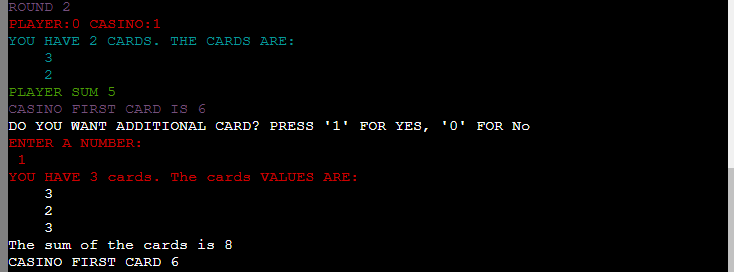 ROUND 2
PLAYER:0 CASINO:1
YOU HAVE 2 CARDS. THE CARDS ARE:
3
2
PLAYER SUM 5
CASINO FIRST CARD IS 6
DO YOU WANT ADDITIONAL CARD? PRESS '1' FOR YES, '0' FOR No
ENTER A NUMBER:
1
YOU HAVE 3 cards. The cards VALUES ARE:
3
2
3
The sum of the cards is 8
CASINO FIRST CARD 6